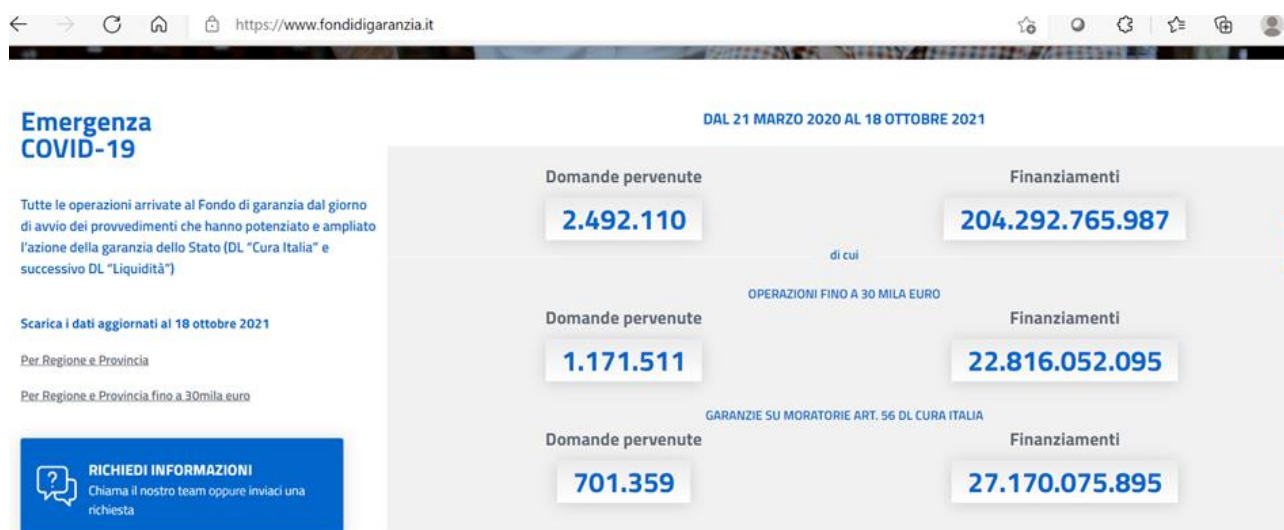 https://www.fondidigaranzia.it
Emergenza
COVID-19
Tutte le operazioni arrivate al Fondo di garanzia dal giorno
di avvio dei provvedimenti che hanno potenziato e ampliato
l'azione della garanzia dello Stato (DL "Cura Italia" e
successivo DL "Liquidità")
Scarica i dati aggiornati al 18 ottobre 2021
Per Regione e Provincia
Per Regione e Provincia fino a 30mila euro
RICHIEDI INFORMAZIONI
Chiama il nostro team oppure inviaci una
richiesta
DAL 21 MARZO 2020 AL 18 OTTOBRE 2021
Domande pervenute Finanziamenti
2.492.110 204.292.765.987
di cui
OPERAZIONI FINO A 30 MILA EURO
Domande pervenute Finanziamenti
1.171.511 22.816.052.095
GARANZIE SU MORATORIE ART. 56 DL CURA ITALIA
Domande pervenute Finanziamenti
701.359 27.170.075.895